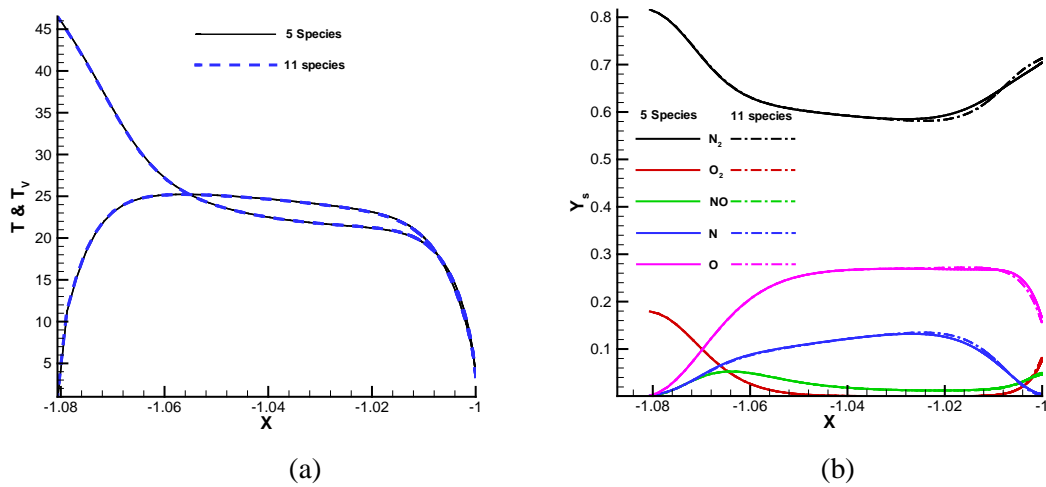 45
40
35
30
25
20
15
10
5
T & T_V
-1.08
-1.06
-1.04
-1.02
-1
X
5 Species
11 species
(a)
0.8
0.7
0.6
0.5
0.4
0.3
0.2
0.1
Y_s
-1.08
-1.06
-1.04
-1.02
-1
X
5 Species 11 species
N₂
O₂
NO
N
O
(b)